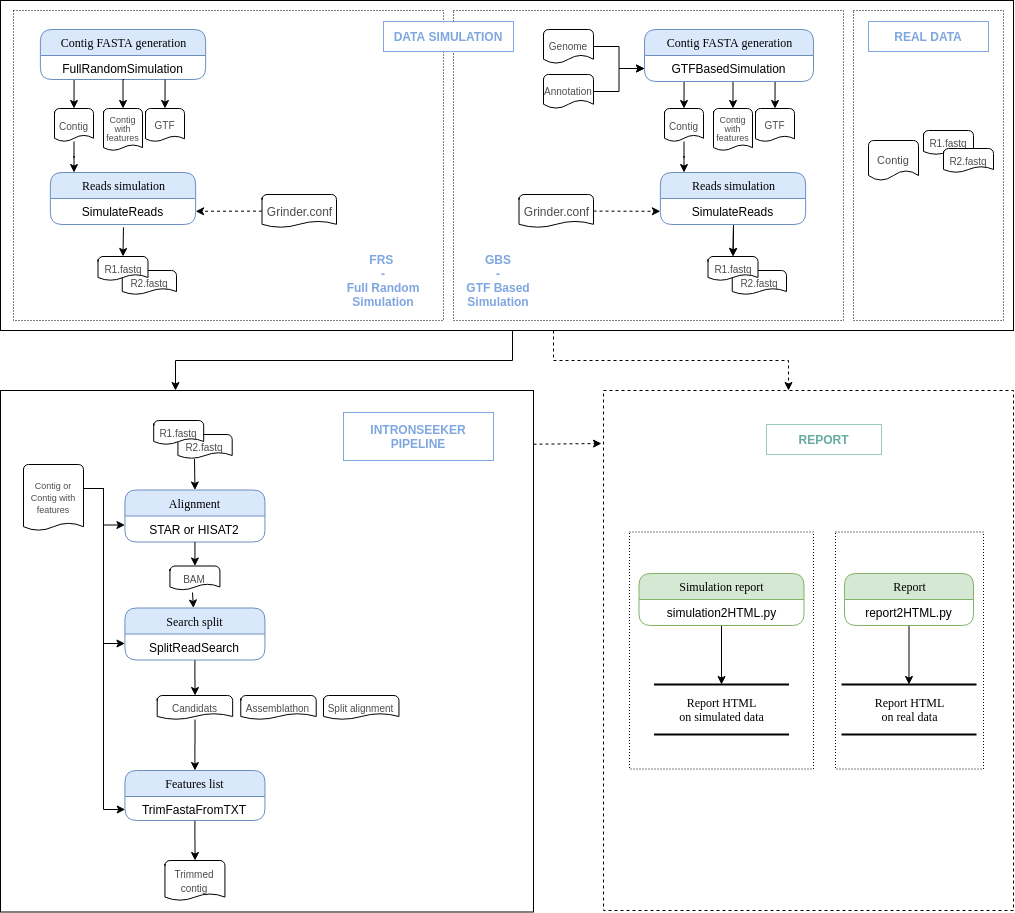 DATA SIMULATION
Contig FASTA generation
FullRandomSimulation
Contig
Contig
with
features
GTF
Reads simulation
SimulateReads
Grinder.conf
R1.fastq
R2.fastq
FRS
-
Full Random
Simulation
Genome
Annotation
Contig FASTA generation
GTFBasedSimulation
Contig
Contig
with
features
GTF
Reads simulation
SimulateReads
Grinder.conf
R1.fastq
R2.fastq
GBS
-
GTF Based
Simulation
REAL DATA
Contig
R1.fastq
R2.fastq
INTRONSEEKER
PIPELINE
R1.fastq
R2.fastq
Contig or
Contig with
features
Alignment
STAR or HISAT2
BAM
Search split
SplitReadSearch
Candidats
Assemblathon
Split alignment
Features list
TrimFastaFromTXT
Trimmed
contig
REPORT
Simulation report
simulation2HTML.py
Report HTML
on simulated data
Report
report2HTML.py
Report HTML
on real data